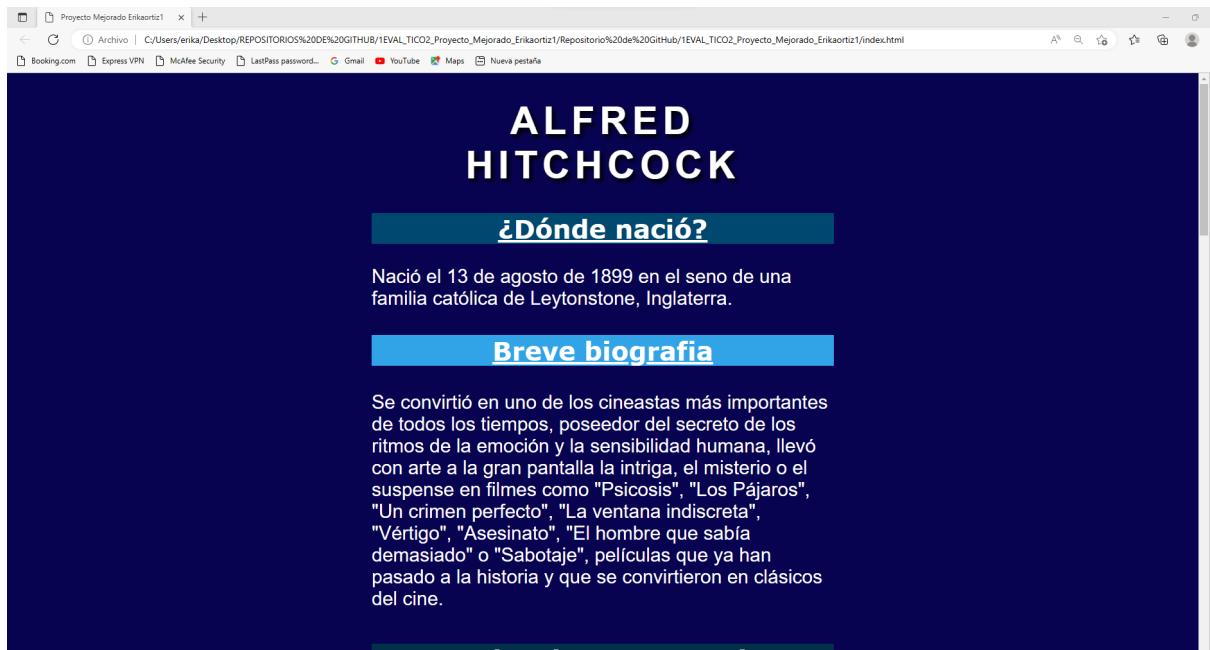 Proyecto Mejorado Erikaortiz1
Archivo | C:/Users/erika/Desktop/REPOSITORIOS%20DE%20GITHUB/1EVAL_TICO2_Proyecto_Mejorado_Erikaortiz1/Repositorio%20de%20GitHub/1EVAL_TICO2_Proyecto_Mejorado_Erikaortiz1/index.html
Booking.com Express VPN McAfee Security LastPass password... Gmail YouTube Maps Nueva pestaña
ALFRED
HITCHCOCK
¿Dónde nació?
Nació el 13 de agosto de 1899 en el seno de una
familia católica de Leytonstone, Inglaterra.
Breve biografia
Se convirtió en uno de los cineastas más importantes
de todos los tiempos, poseedor del secreto de los
ritmos de la emoción y la sensibilidad humana, llevó
con arte a la gran pantalla la intriga, el misterio o el
suspense en filmes como "Psicosis", "Los Pájaros",
"Un crimen perfecto", "La ventana indiscreta",
"Vértigo", "Asesinato", "El hombre que sabía
demasiado" o "Sabotaje", películas que ya han
pasado a la historia y que se convirtieron en clásicos
del cine.